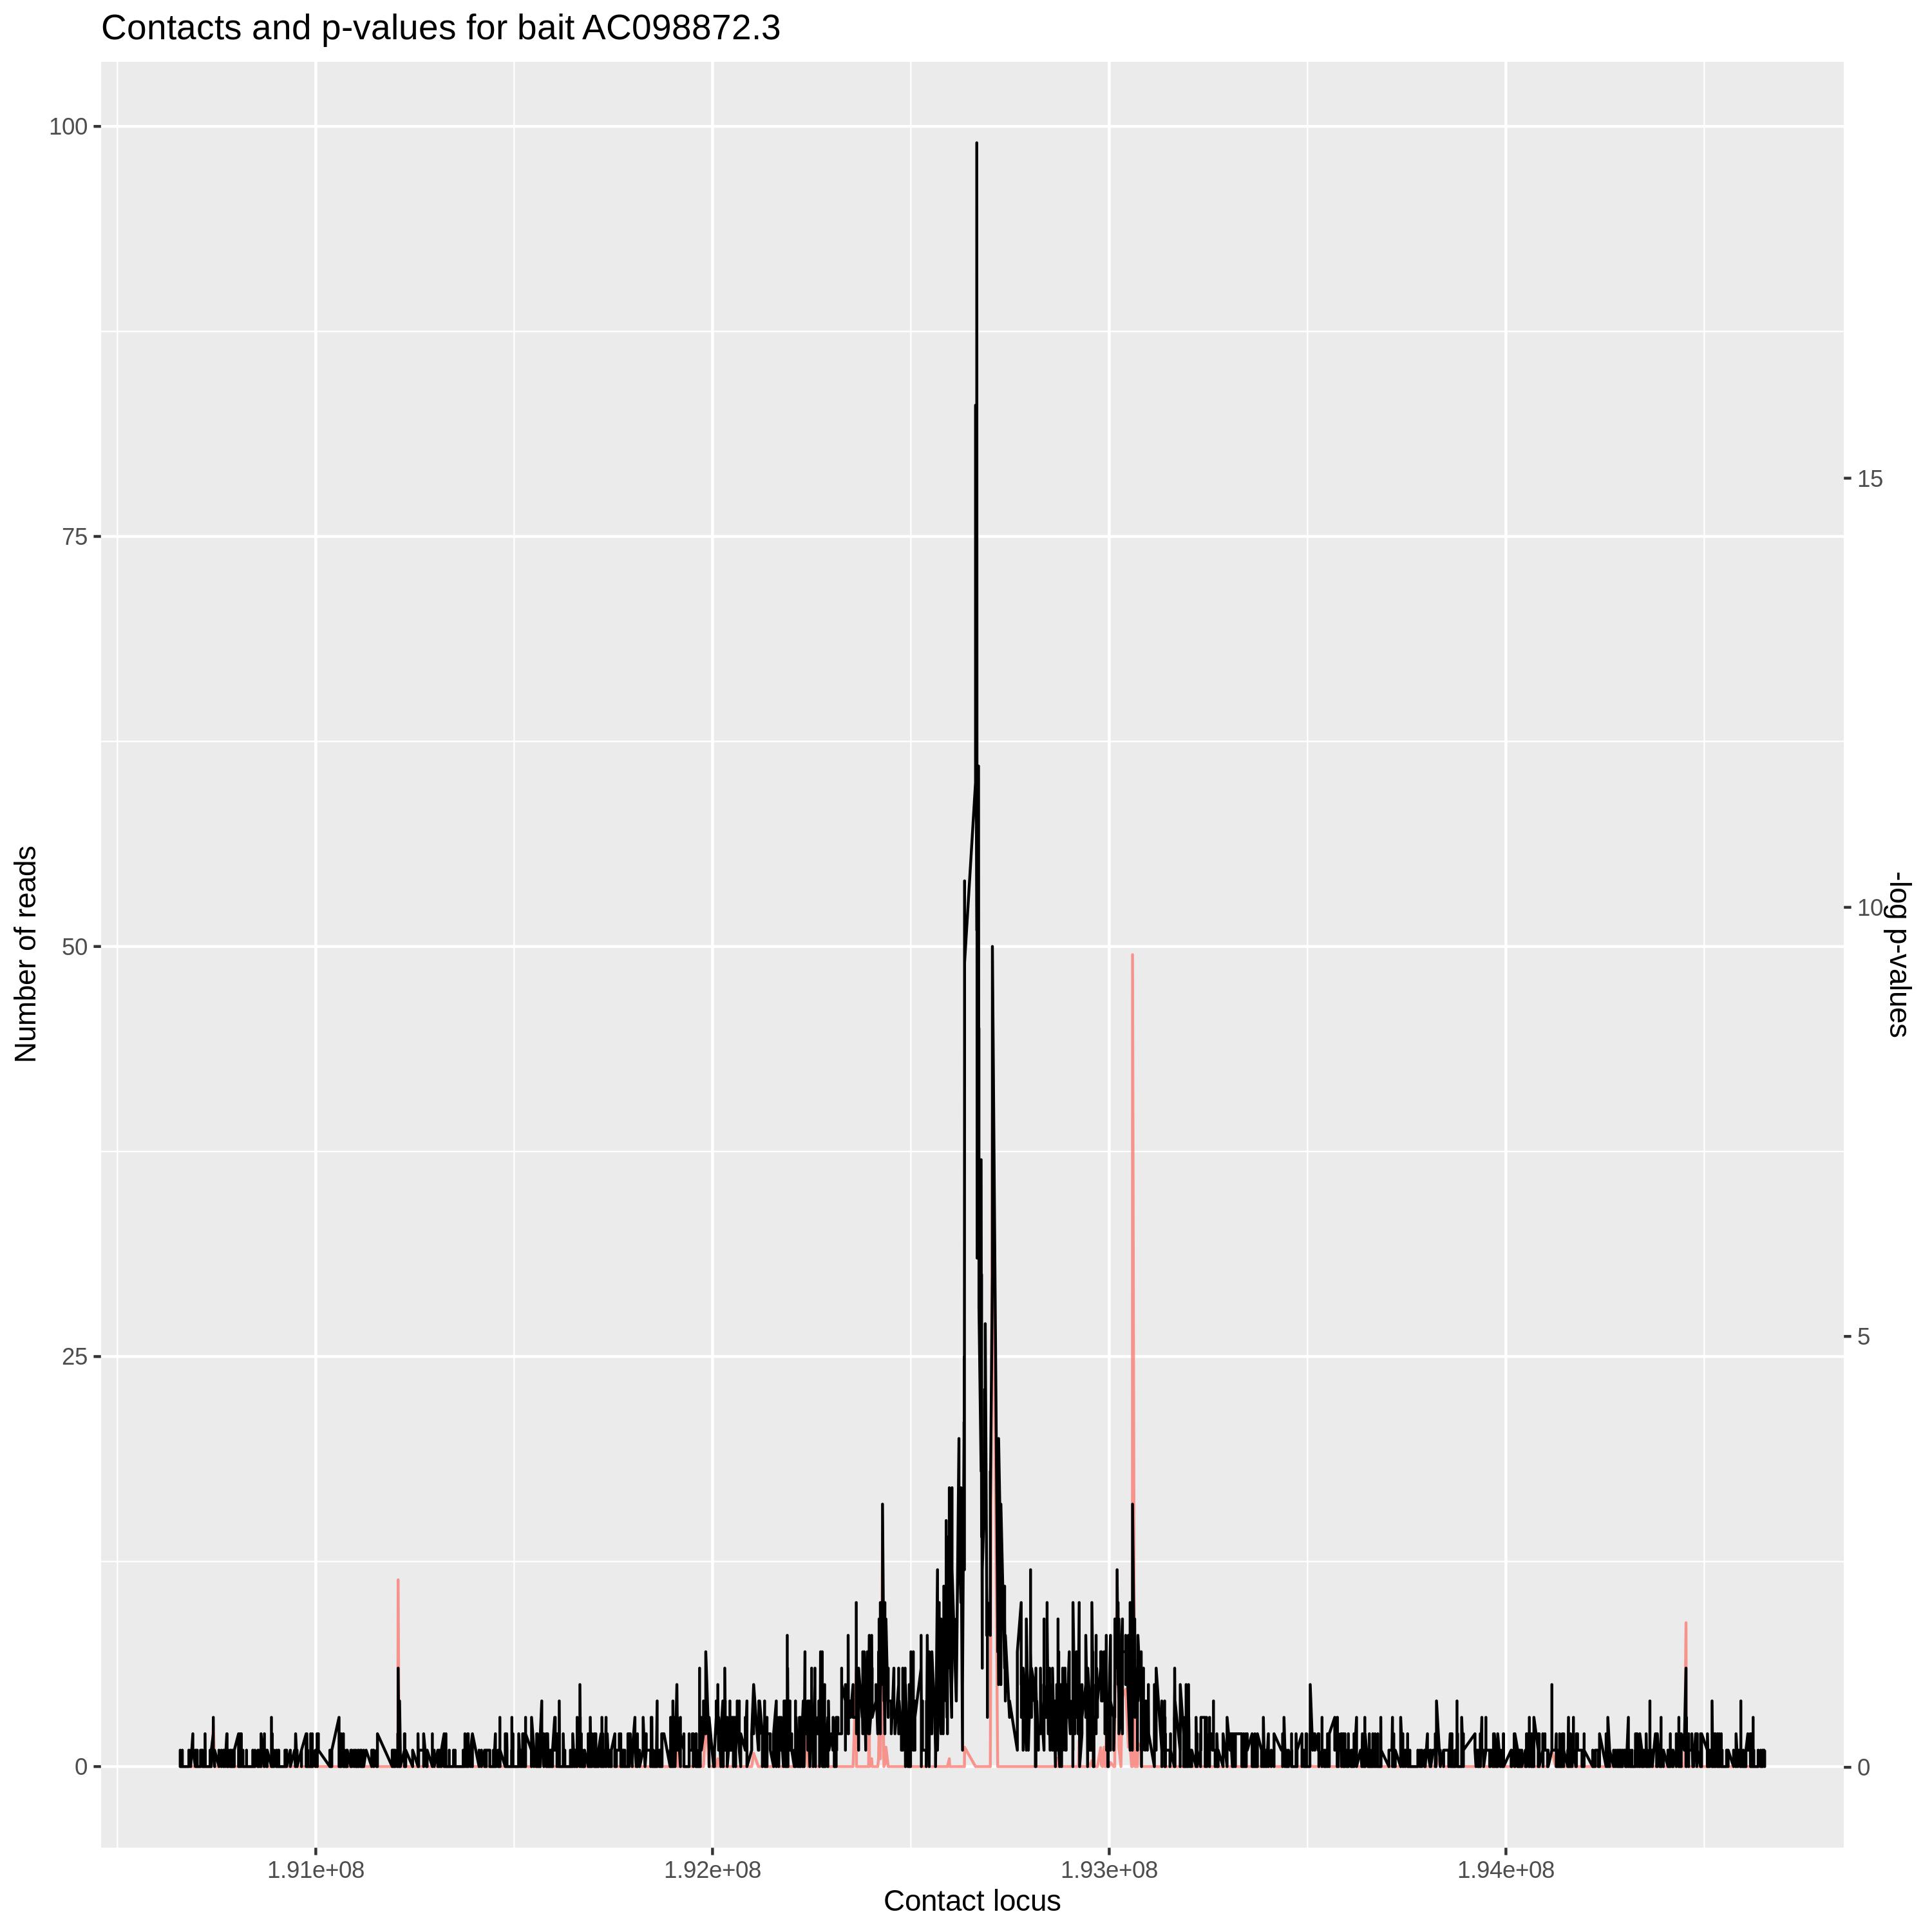 Contacts and p-values for bait AC098872.3
100
75
50
25
0
Number of reads
15
10
5
0
-log p-values
1.91e+08
1.92e+08
1.93e+08
1.94e+08
Contact locus